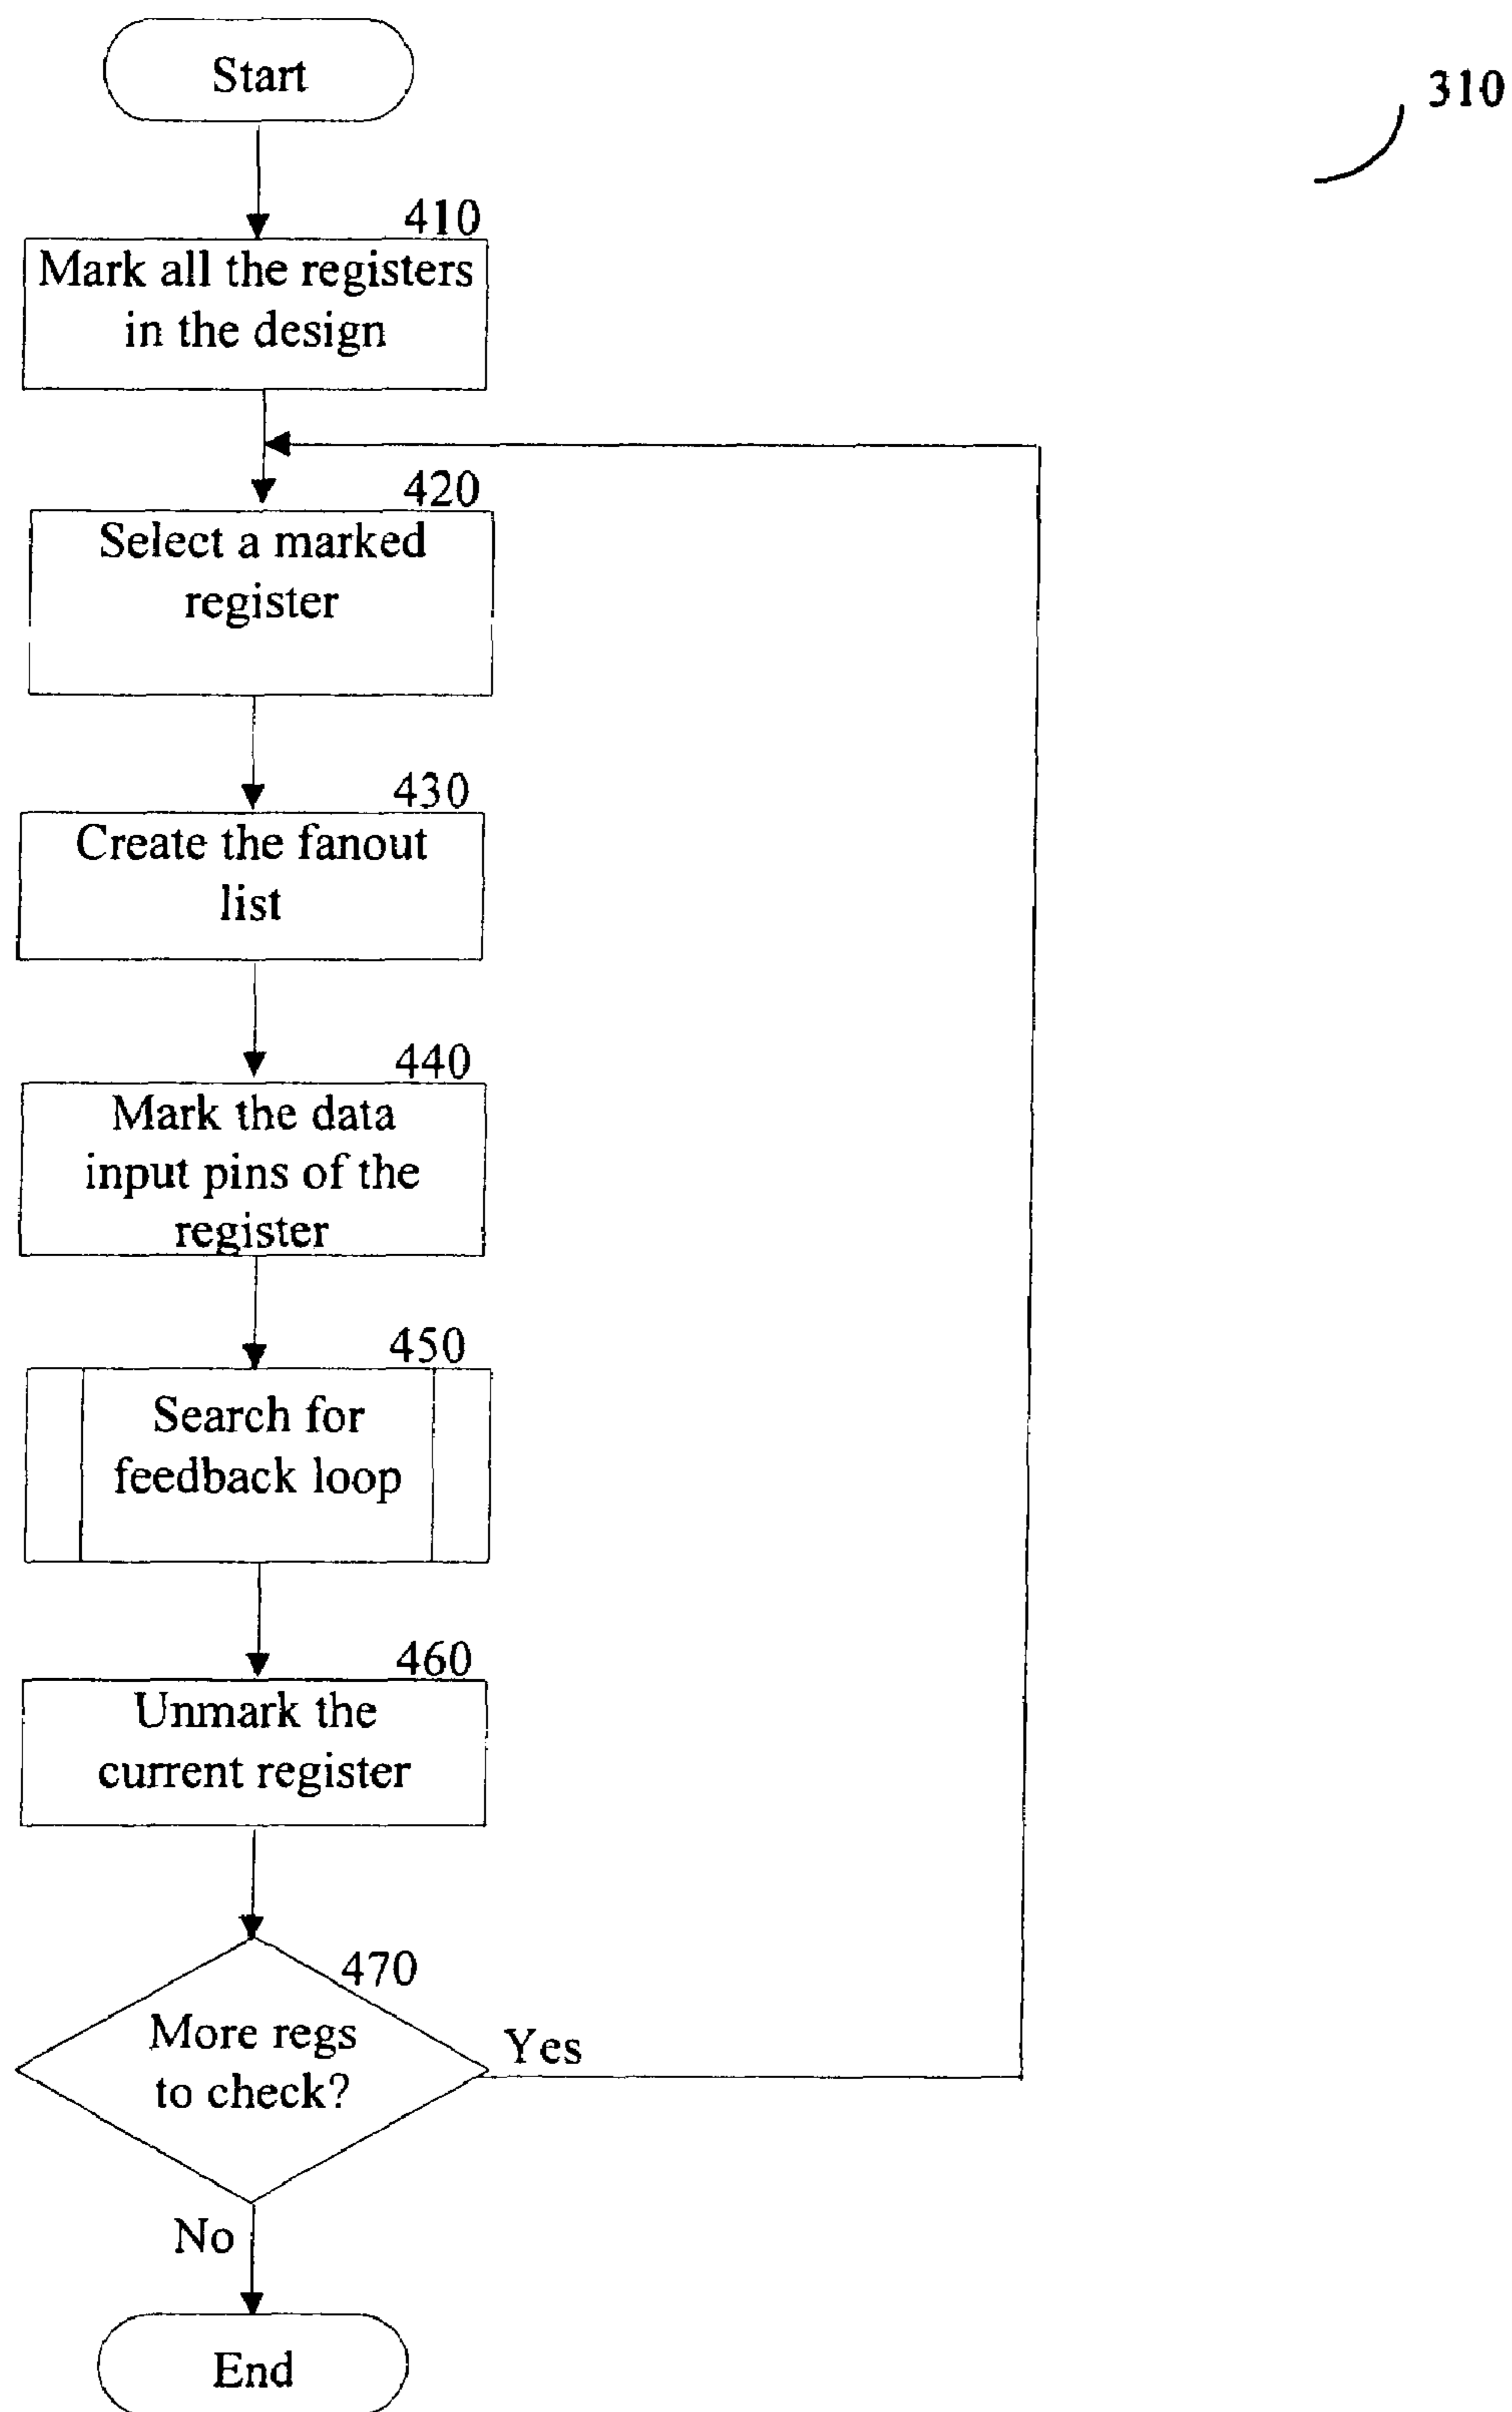 Start
310
410
Mark all the registers
in the design
420
Select a marked
register
430
Create the fanout
list
440
Mark the data
input pins of the
register
450
Search for
feedback loop
460
Unmark the
current register
470
More regs
to check?
Yes
No
End